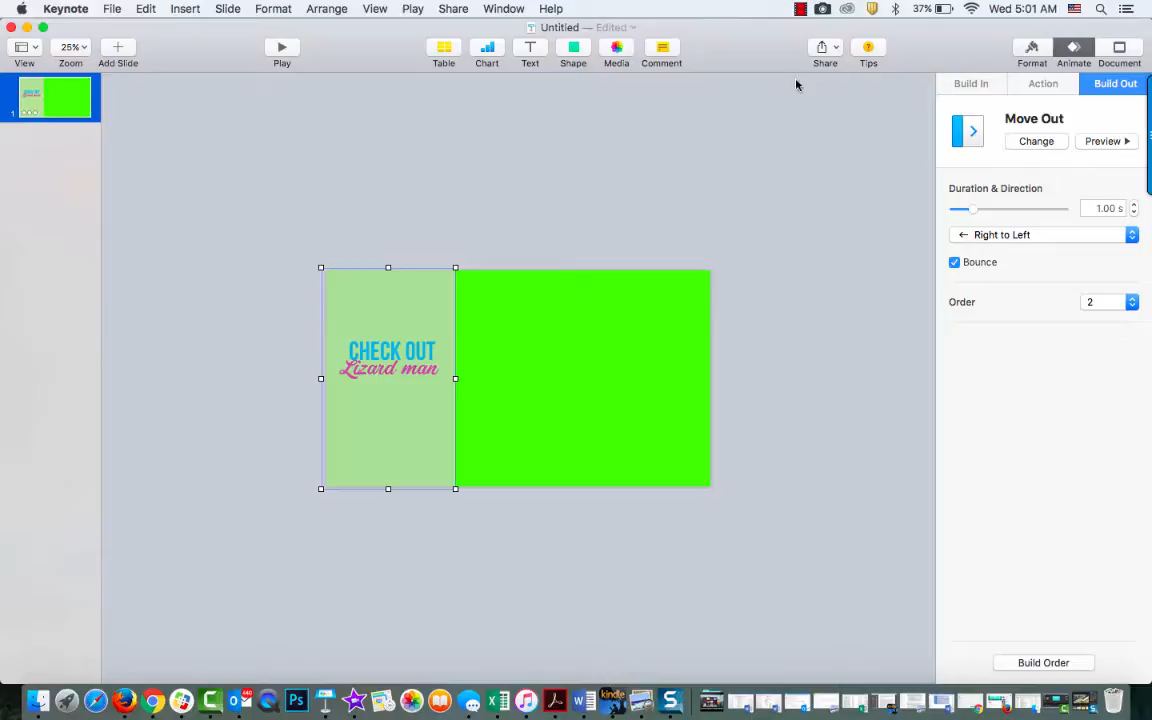 Keynote File Edit Insert Slide Format Arrange View Play Share Window Help 37% Wed 5:01 AM
Untitled — Edited
25%
View Zoom Add Slide Play Table Chart Text Shape Media Comment Share Tips Format Animate Document
Build In Action Build Out
Move Out
Change Preview
Duration & Direction
1.00 s
Right to Left
Bounce
Order 2
1
CHECK OUT
Lizard man
Build Order
440
kindle